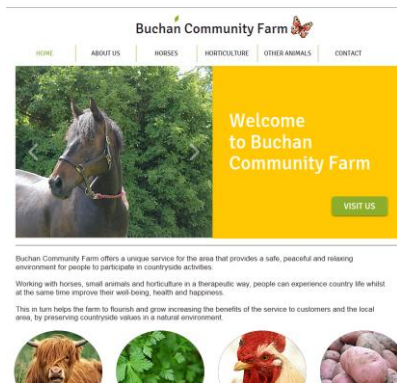 Buchan Community Farm
HOME ABOUT US HORSES HORTICULTURE OTHER ANIMALS CONTACT
Welcome
to Buchan
Community Farm
VISIT US
Buchan Community Farm offers a unique service for the area that provides a safe, peaceful and relaxing
environment for people to participate in countryside activities.
Working with horses, small animals and horticulture in a therapeutic way, people can experience country life whilst
at the same time improve their well-being, health and happiness.
This in turn helps the farm to flourish and grow increasing the benefits of the service to customers and the local
area, by preserving countryside values in a natural environment.